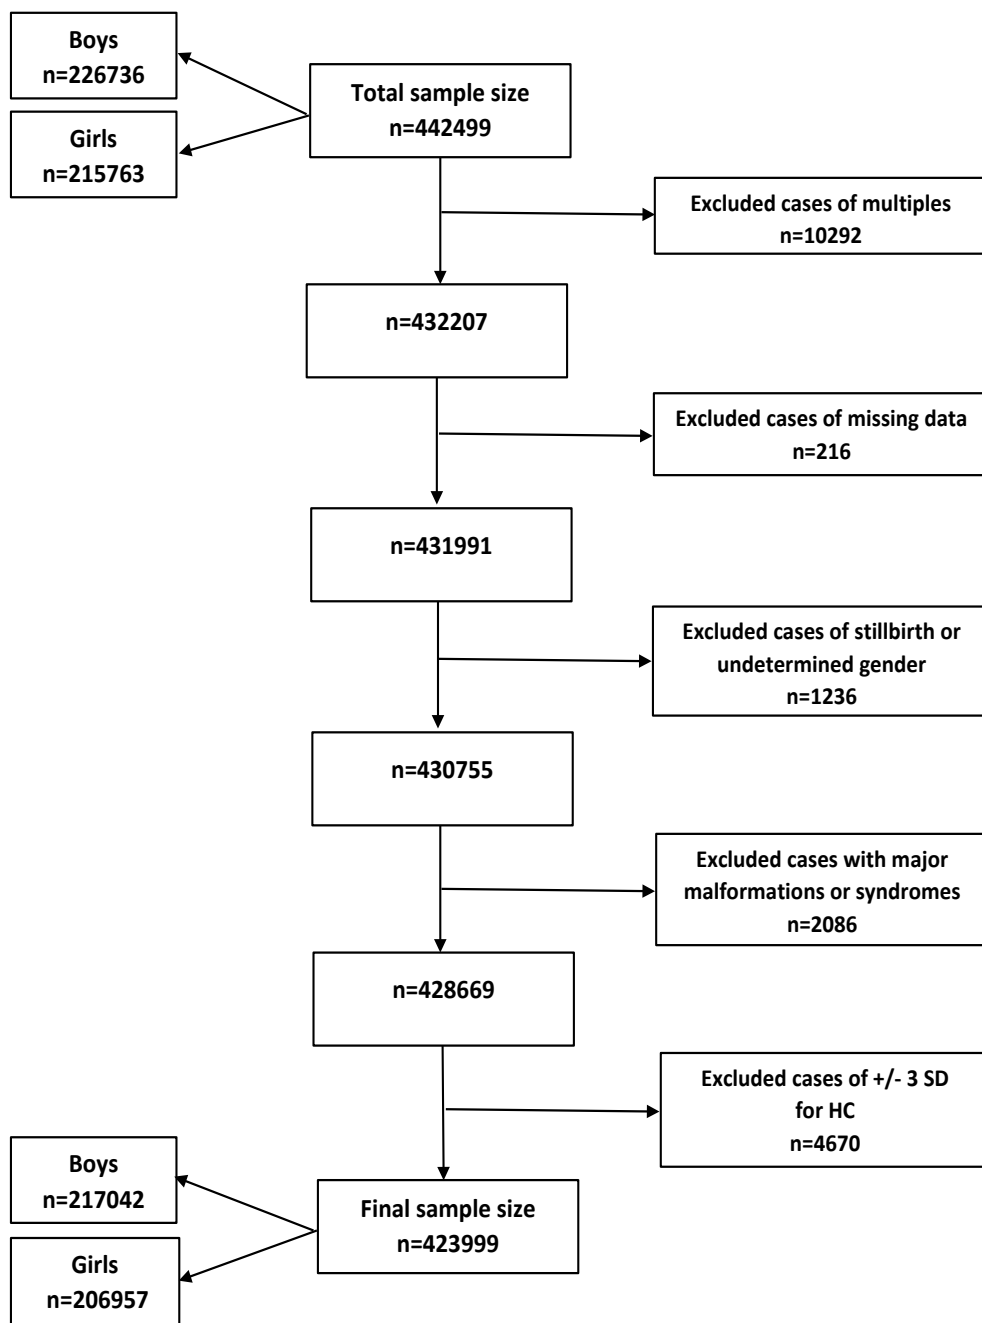 Boys
n=226736
Total sample size
n=442499
Girls
n=215763
Excluded cases of multiples
n=10292
n=432207
Excluded cases of missing data
n=216
n=431991
Excluded cases of stillbirth or
undetermined gender
n=1236
n=430755
Excluded cases with major
malformations or syndromes
n=2086
n=428669
Excluded cases of +/- 3 SD
for HC
n=4670
Boys
n=217042
Final sample size
n=423999
Girls
n=206957